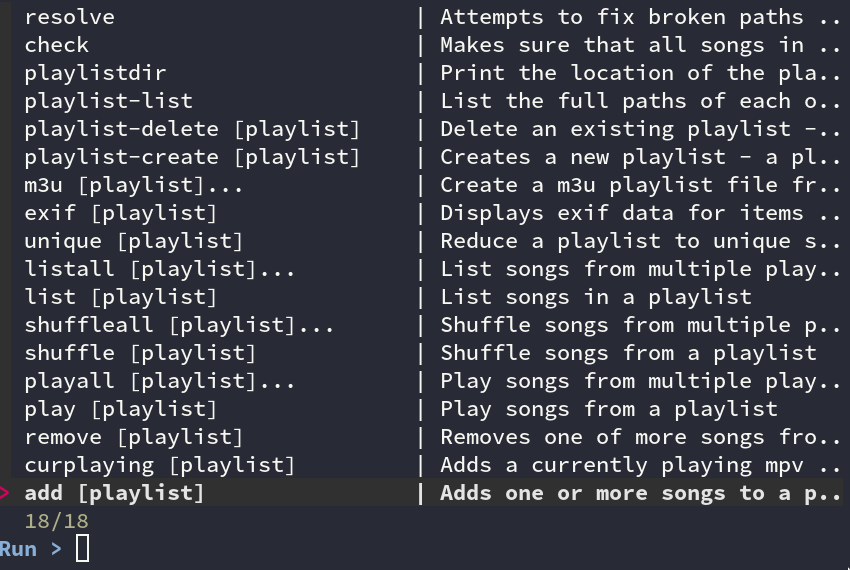 resolve | Attempts to fix broken paths ..
check | Makes sure that all songs in ..
playlistdir | Print the location of the pla..
playlist-list | List the full paths of each o..
playlist-delete [playlist] | Delete an existing playlist -..
playlist-create [playlist] | Creates a new playlist - a pl..
m3u [playlist]... | Create a m3u playlist file fr..
exif [playlist] | Displays exif data for items ..
unique [playlist] | Reduce a playlist to unique s..
listall [playlist]... | List songs from multiple play..
list [playlist] | List songs in a playlist
shuffleall [playlist]... | Shuffle songs from multiple p..
shuffle [playlist] | Shuffle songs from a playlist
playall [playlist]... | Play songs from multiple play..
play [playlist] | Play songs from a playlist
remove [playlist] | Removes one of more songs fro..
curplaying [playlist] | Adds a currently playing mpv ..
> add [playlist] | Adds one or more songs to a p..
18/18
Run >